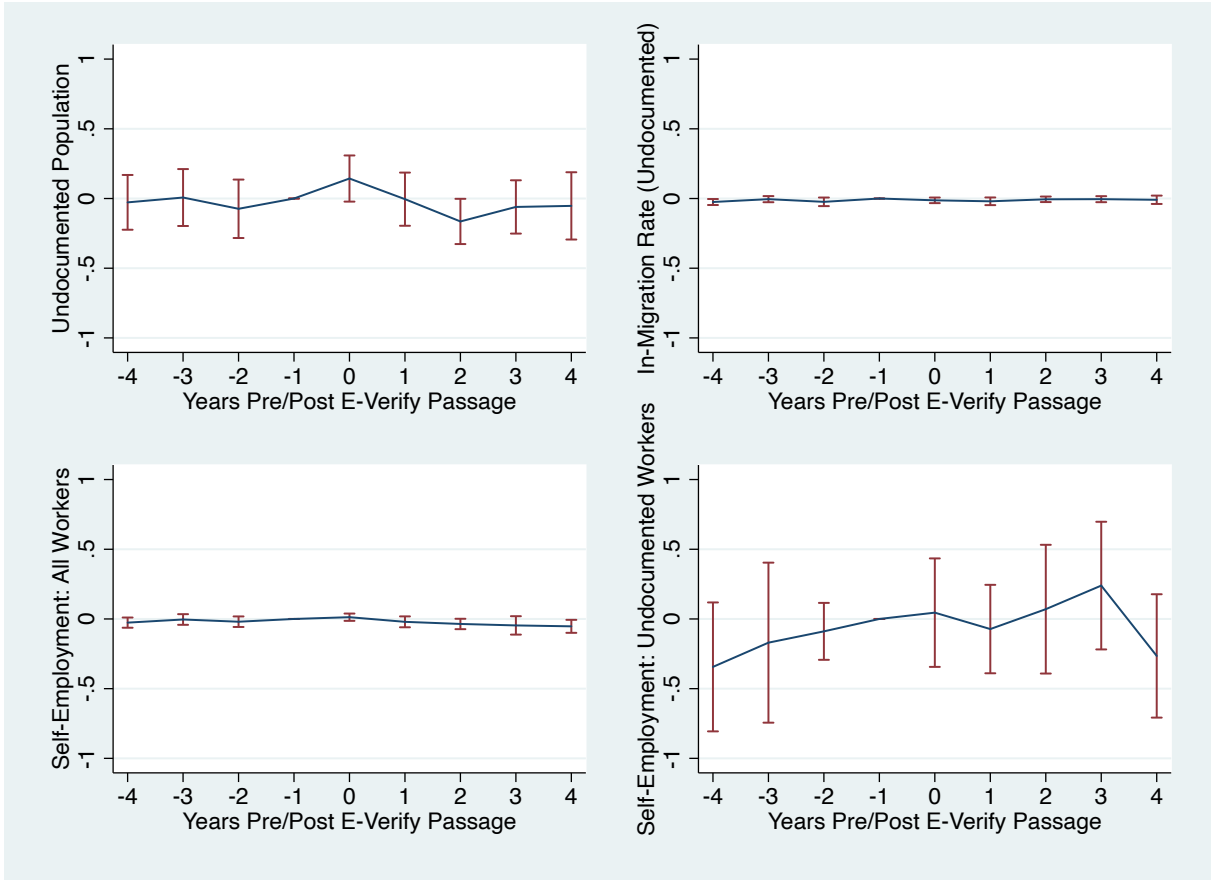 Undocumented Population
1
.5
0
-.5
-1
-4 -3 -2 -1 0 1 2 3 4
Years Pre/Post E-Verify Passage
In-Migration Rate (Undocumented)
1
.5
0
-.5
-1
-4 -3 -2 -1 0 1 2 3 4
Years Pre/Post E-Verify Passage
Self-Employment: All Workers
1
.5
0
-.5
-1
-4 -3 -2 -1 0 1 2 3 4
Years Pre/Post E-Verify Passage
Self-Employment: Undocumented Workers
1
.5
0
-.5
-1
-4 -3 -2 -1 0 1 2 3 4
Years Pre/Post E-Verify Passage